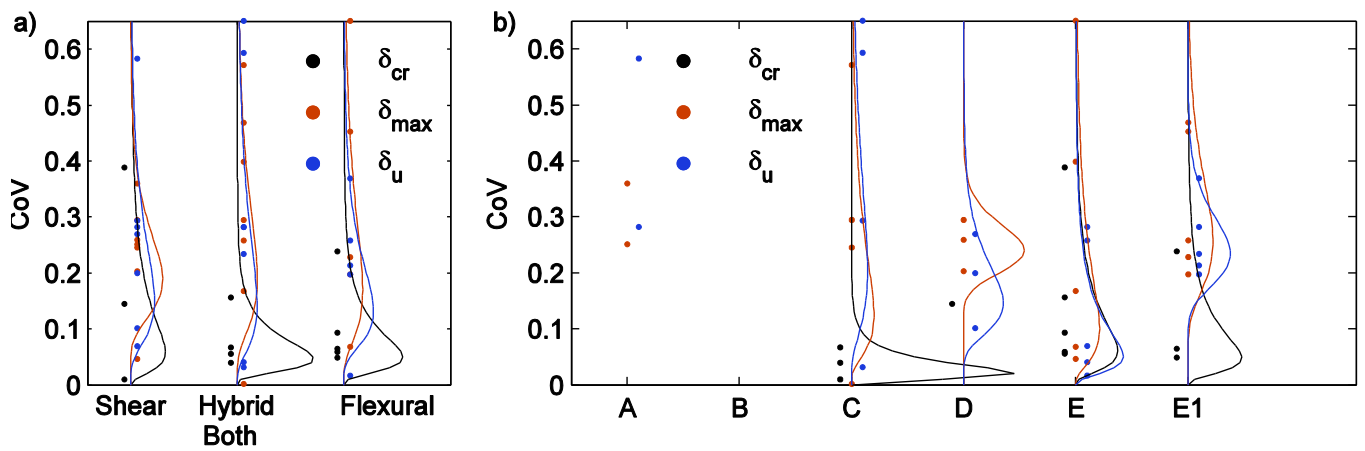 a)
CoV
0.6
0.5
0.4
0.3
0.2
0.1
0
δcr
δmax
δu
Shear
Hybrid
Both
Flexural
b)
CoV
0.6
0.5
0.4
0.3
0.2
0.1
0
δcr
δmax
δu
A B C D E E1